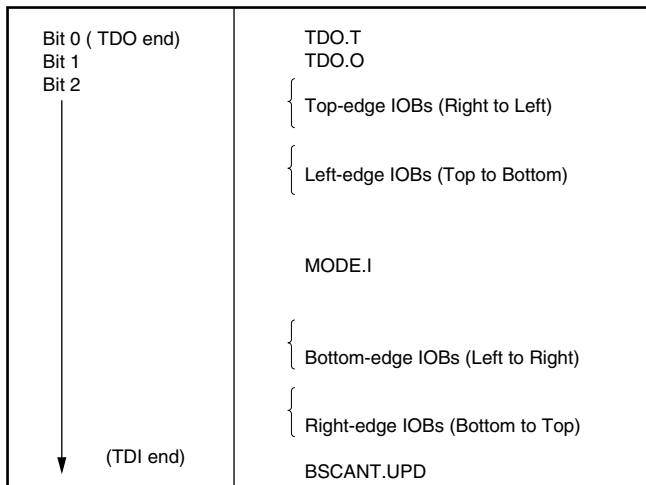 Bit 0 ( TDO end) TDO.T
Bit 1 TDO.O
Bit 2
Top-edge IOBs (Right to Left)
Left-edge IOBs (Top to Bottom)
MODE.I
Bottom-edge IOBs (Left to Right)
Right-edge IOBs (Bottom to Top)
(TDI end)
BSCANT.UPD